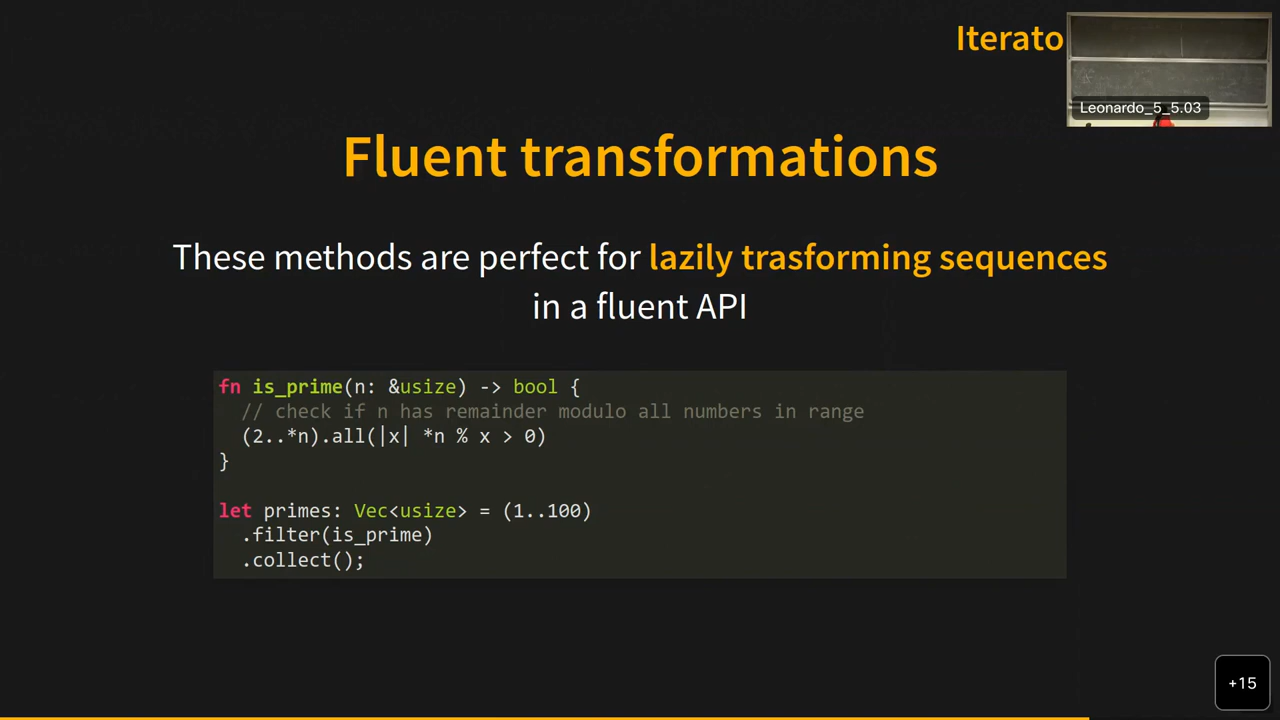 Iterato
Leonardo_5_5.03
Fluent transformations
These methods are perfect for lazily trasforming sequences
in a fluent API
fn is_prime(n: &usize) -> bool {
  // check if n has remainder modulo all numbers in range
  (2..*n).all(|x| *n % x > 0)
}
let primes: Vec<usize> = (1..100)
  .filter(is_prime)
  .collect();
+15